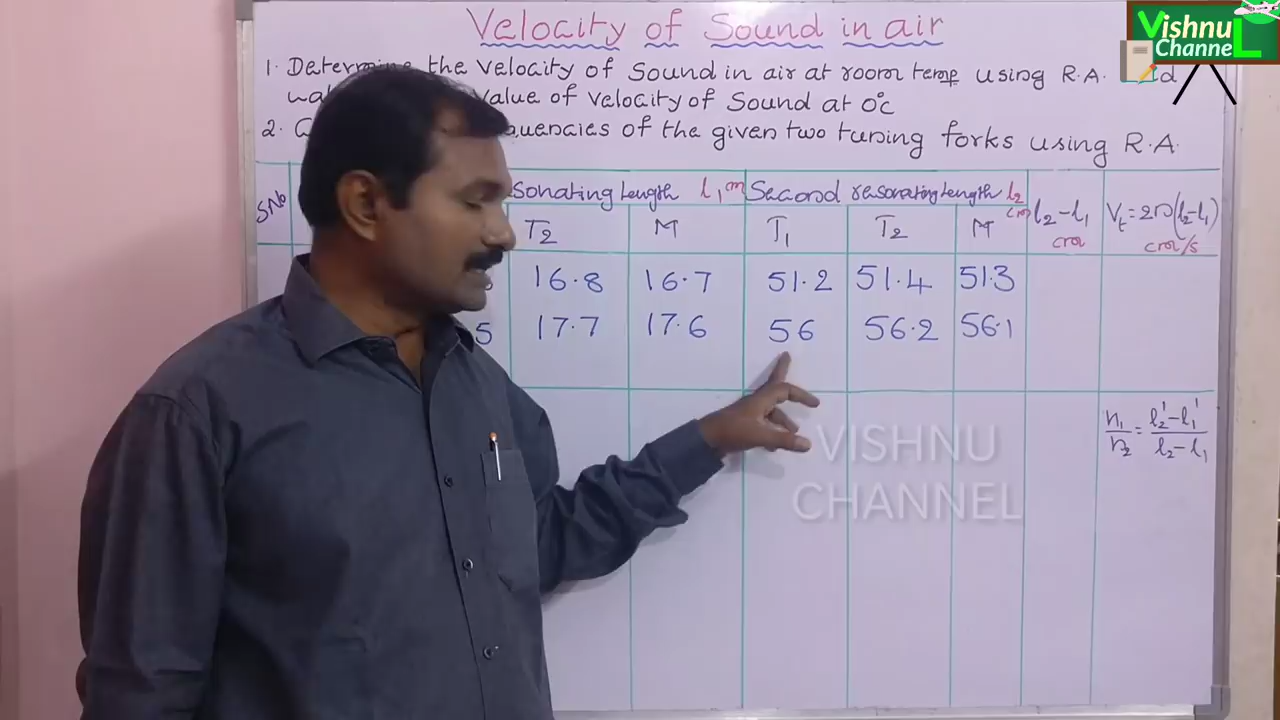 Velocity of Sound in air
1. Determine the velocity of Sound in air at room temp using R.A.
value of velocity of Sound at 0°c
2. of the given two tuning forks using R.A.
S.No Length l1 cm Second resonating Length l2 cm l2-l1 cm Vt = 2n(l2-l1) cm/s
T2 M T1 T2 M
16.8 16.7 51.2 51.4 51.3
5 17.7 17.6 56 56.2 56.1
n1/n2 = l2'-l1'/l2-l1
Vishnu
ChanneL
VISHNU
CHANNEL